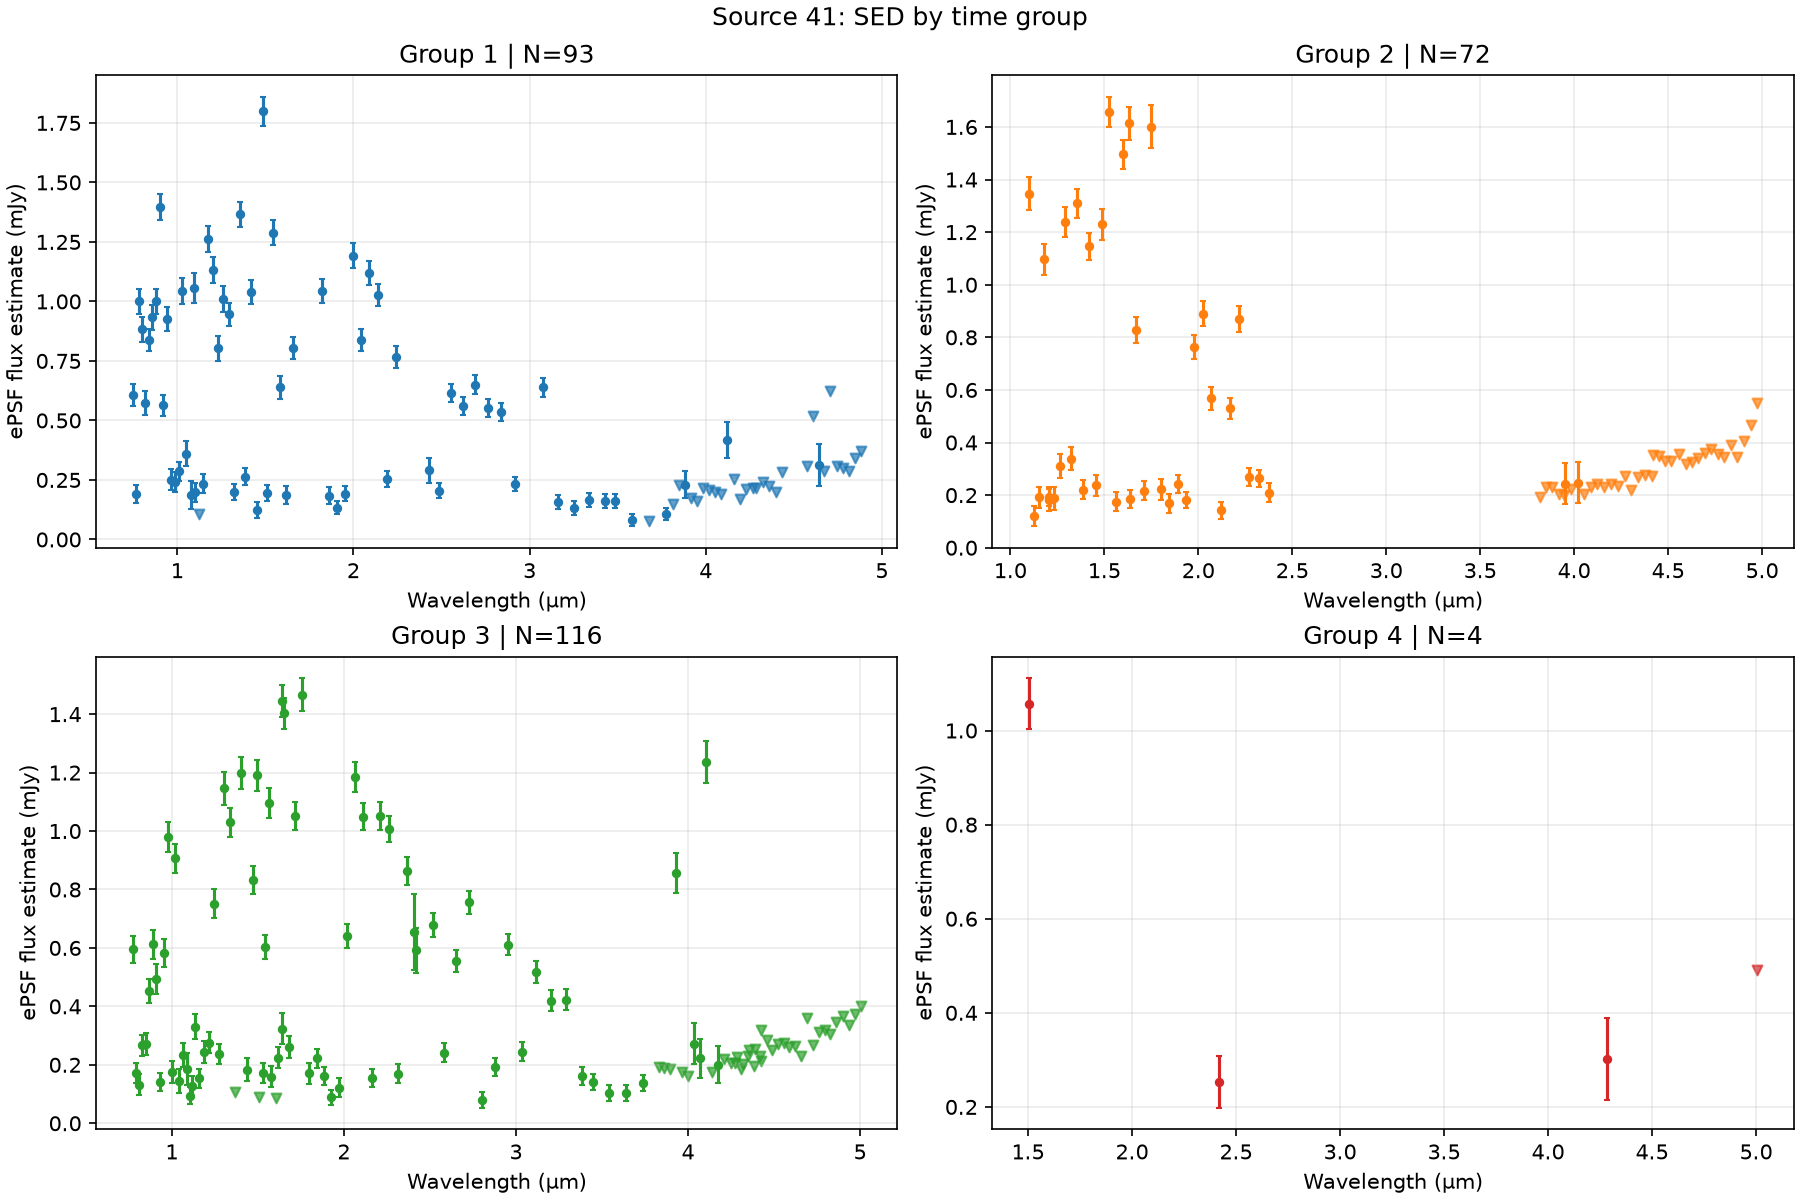 Source 41: SED by time group
Group 1 | N=93
ePSF flux estimate (mJy)
1.75
1.50
1.25
1.00
0.75
0.50
0.25
0.00
1 2 3 4 5
Wavelength (µm)
Group 2 | N=72
ePSF flux estimate (mJy)
1.6
1.4
1.2
1.0
0.8
0.6
0.4
0.2
0.0
1.0 1.5 2.0 2.5 3.0 3.5 4.0 4.5 5.0
Wavelength (µm)
Group 3 | N=116
ePSF flux estimate (mJy)
1.4
1.2
1.0
0.8
0.6
0.4
0.2
0.0
1 2 3 4 5
Wavelength (µm)
Group 4 | N=4
ePSF flux estimate (mJy)
1.0
0.8
0.6
0.4
0.2
1.5 2.0 2.5 3.0 3.5 4.0 4.5 5.0
Wavelength (µm)